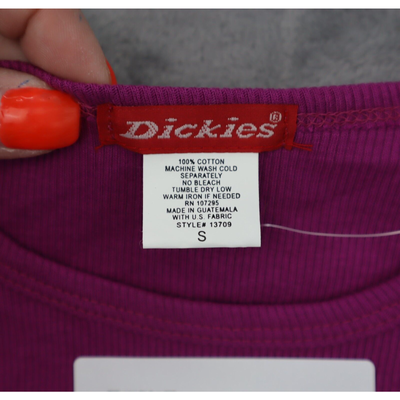 Dickies®
100% COTTON
MACHINE WASH COLD
SEPARATELY
NO BLEACH
TUMBLE DRY LOW
WARM IRON IF NEEDED
RN 107295
MADE IN GUATEMALA
WITH U.S. FABRIC
STYLE# 13709
S